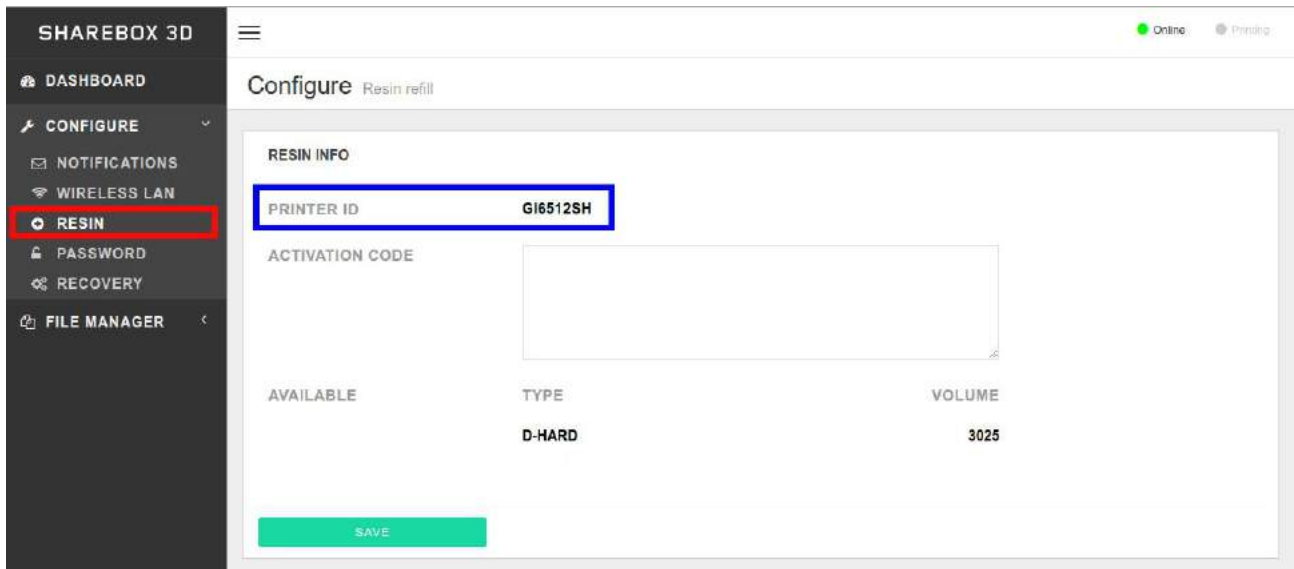 SHAREBOX 3D
Online Printing
DASHBOARD
Configure Resin refill
CONFIGURE
NOTIFICATIONS
WIRELESS LAN
RESIN
PASSWORD
RECOVERY
FILE MANAGER
RESIN INFO
PRINTER ID GI6512SH
ACTIVATION CODE
AVAILABLE TYPE VOLUME
D-HARD 3025
SAVE